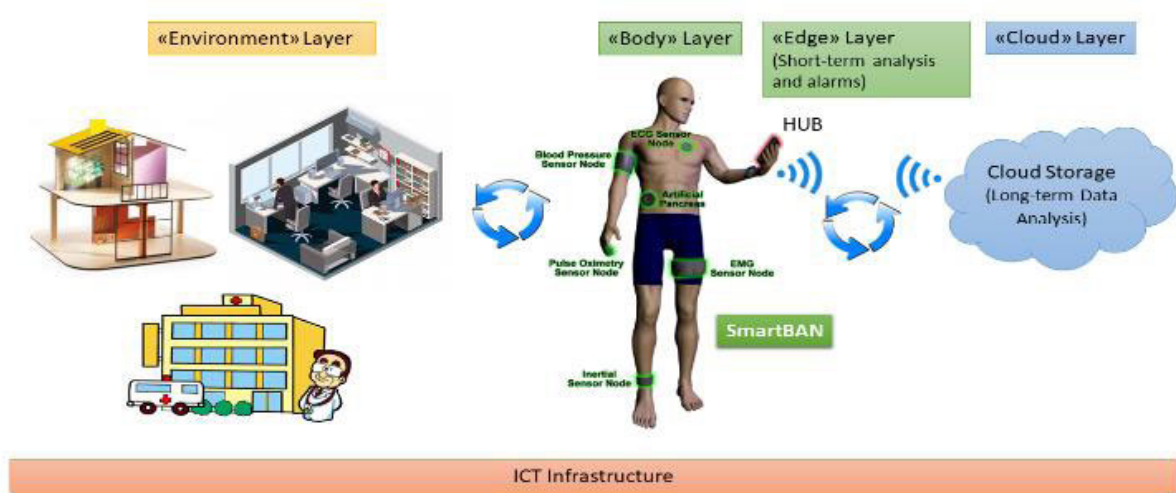 «Environment» Layer
«Body» Layer
«Edge» Layer
(Short-term analysis
and alarms)
«Cloud» Layer
HUB
ECG Sensor
Node
Blood Pressure
Sensor Node
Artificial
Pancreas
Pulse Oximetry
Sensor Node
EMG
Sensor Node
Inertial
Sensor Node
SmartBAN
Cloud Storage
(Long-term Data
Analysis)
ICT Infrastructure